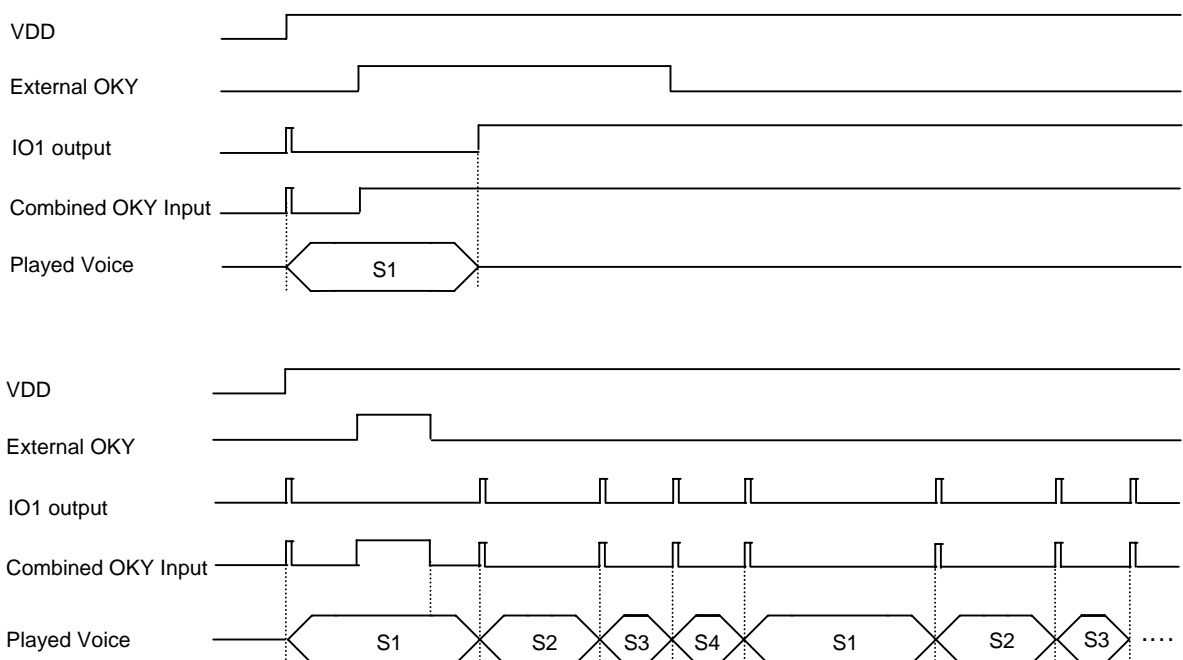 VDD
External OKY
IO1 output
Combined OKY Input
Played Voice
S1
VDD
External OKY
IO1 output
Combined OKY Input
Played Voice
S1
S2
S3
S4
S1
S2
S3
....